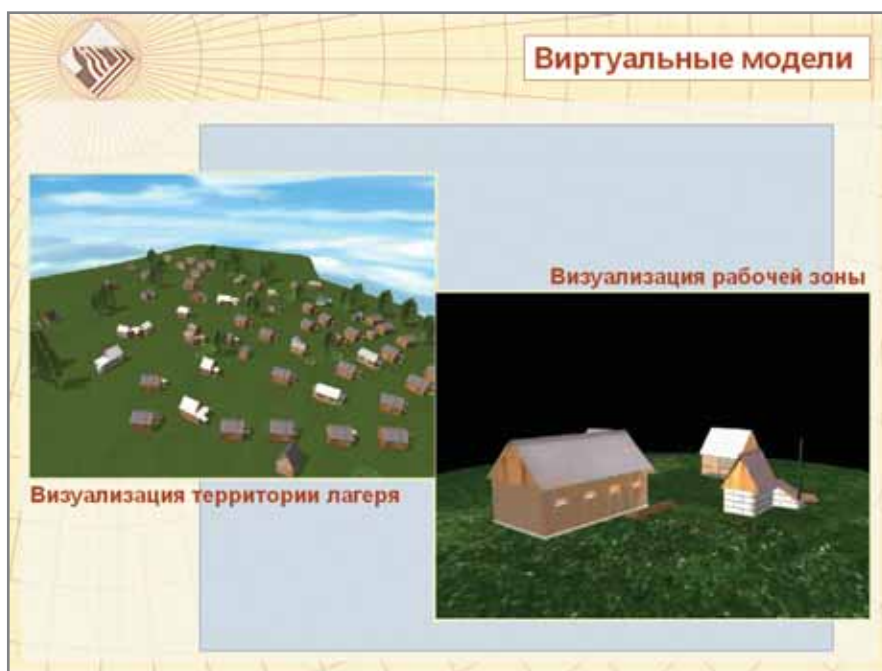 Виртуальные модели
Визуализация рабочей зоны
Визуализация территории лагеря